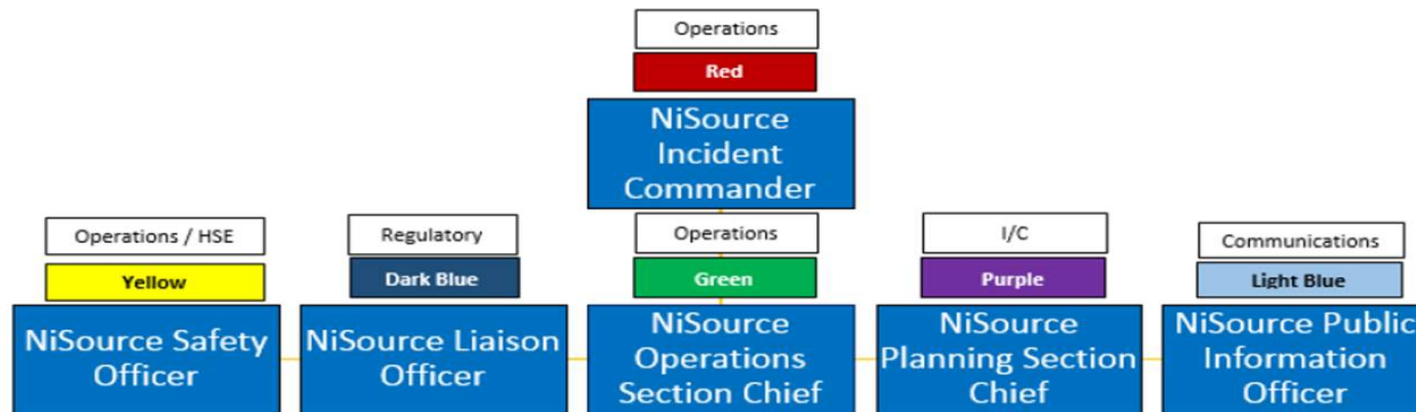 Operations
Red
NiSource
Incident
Commander
Operations / HSE
Yellow
NiSource Safety
Officer
Regulatory
Dark Blue
NiSource Liaison
Officer
Operations
Green
NiSource
Operations
Section Chief
I/C
Purple
NiSource
Planning Section
Chief
Communications
Light Blue
NiSource Public
Information
Officer